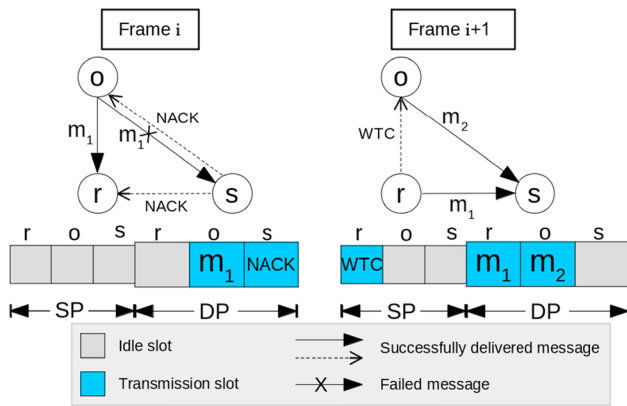 Frame i
Frame i+1
o
o
NACK
m1
m1
m2
WTC
r
s
r
s
NACK
m1
r o s r o s
r o s r o s
m1 NACK
WTC m1 m2
SP DP
SP DP
Idle slot
Successfully delivered message
Transmission slot
X Failed message